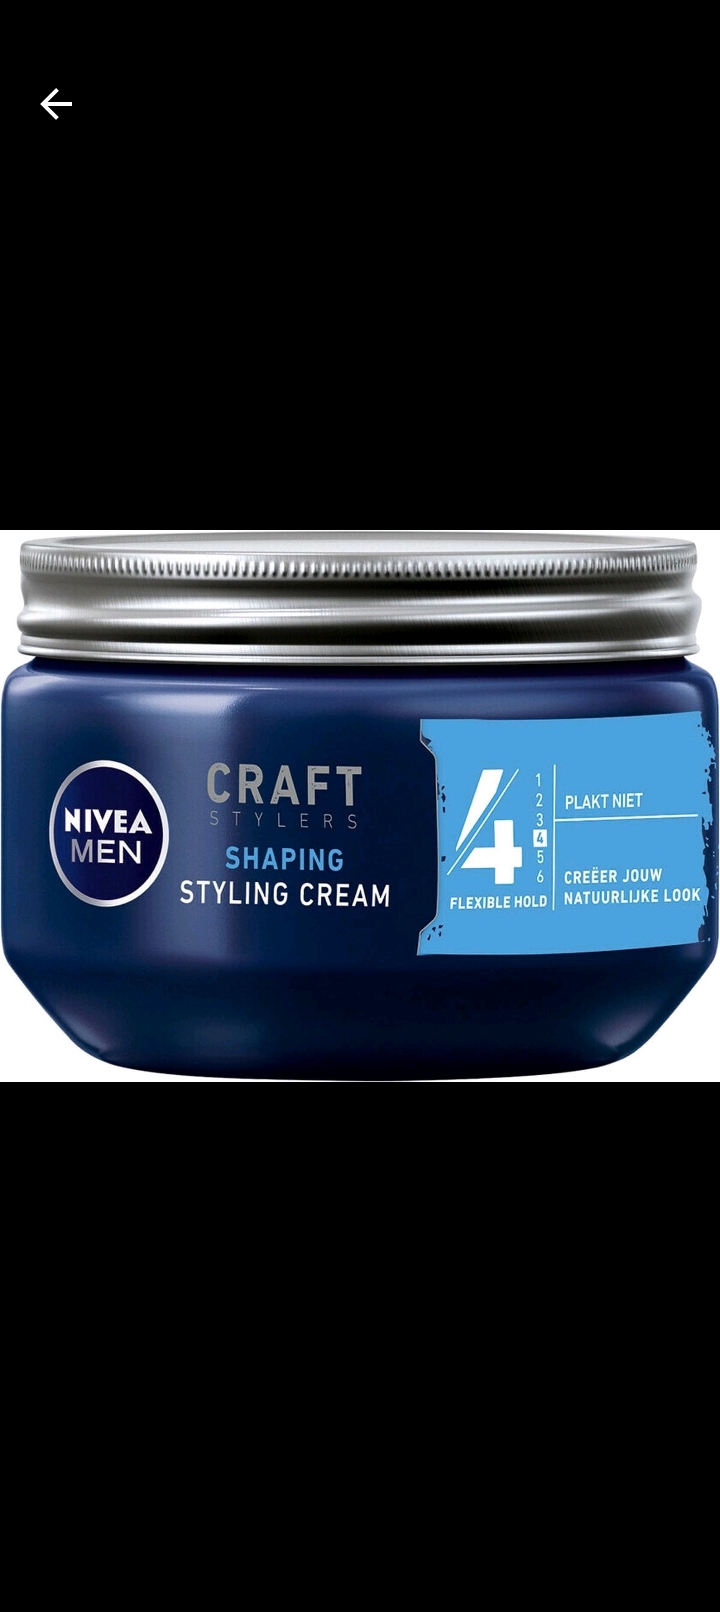 NIVEA
MEN
CRAFT
STYLERS
SHAPING
STYLING CREAM
4
FLEXIBLE HOLD
1
2
3
4
5
6
PLAKT NIET
CREËER JOUW
NATUURLIJKE LOOK